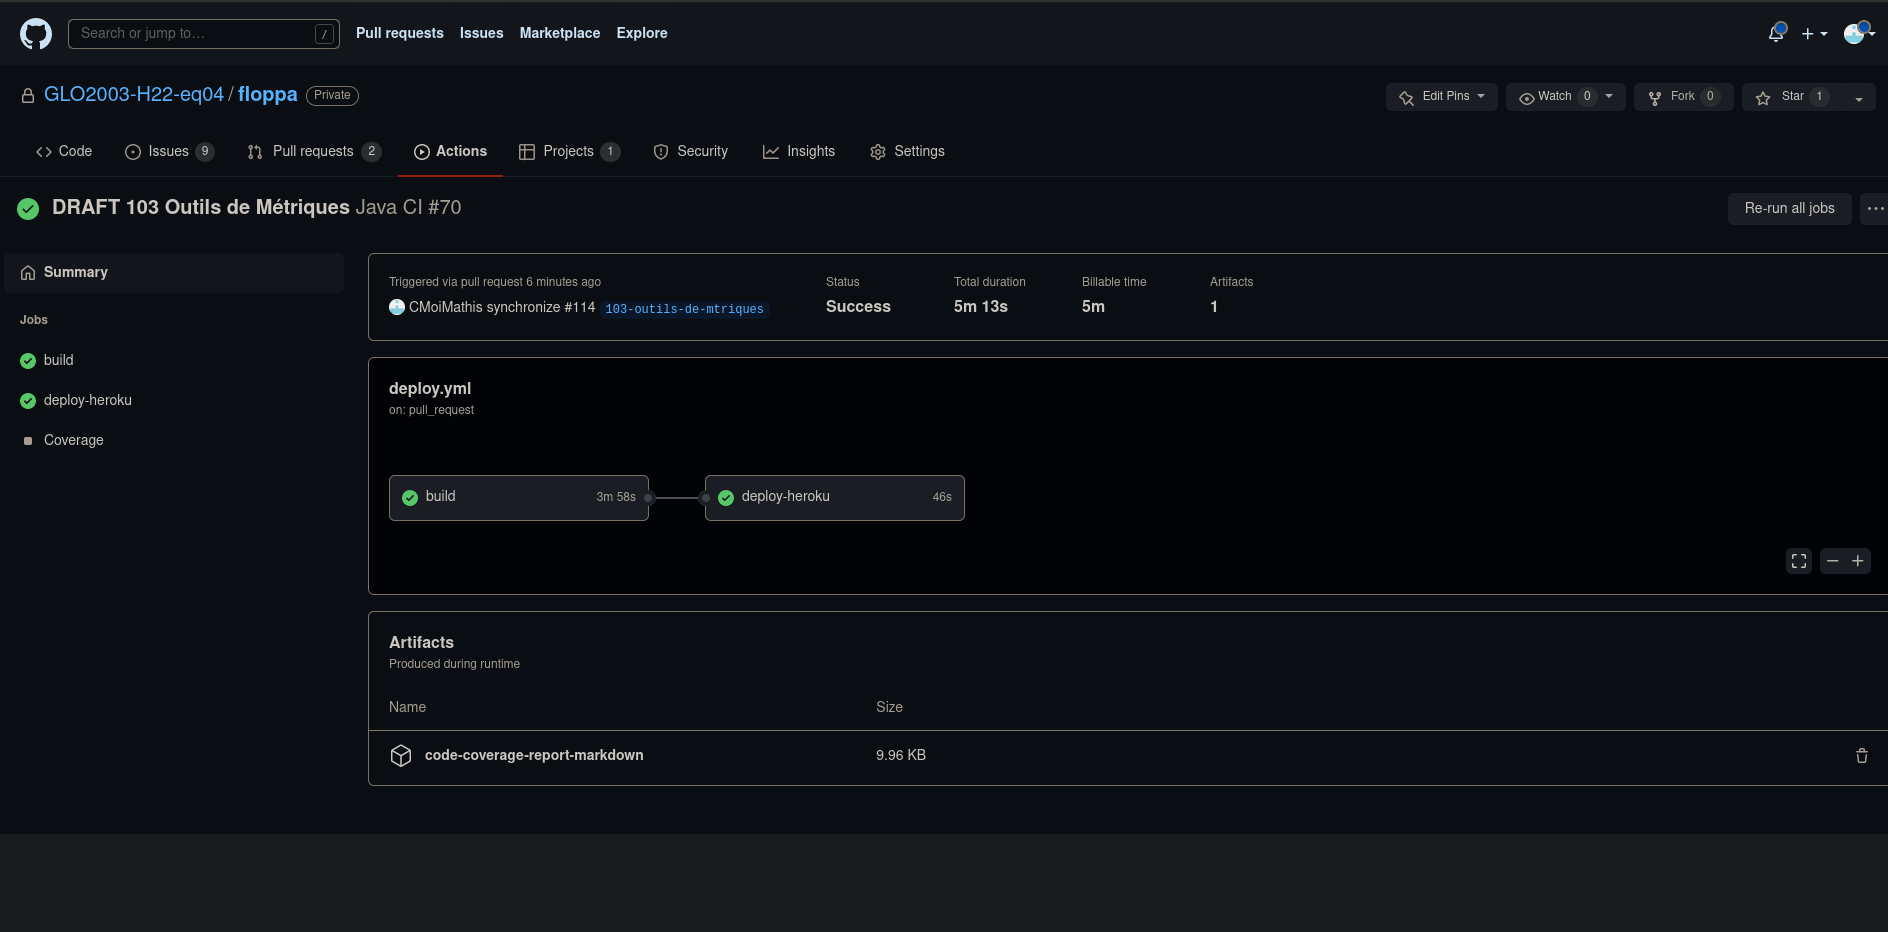 Search or jump to… /
Pull requests Issues Marketplace Explore
GLO2003-H22-eq04 / floppa Private
Edit Pins Watch 0 Fork 0 Star 1
Code Issues 9 Pull requests 2 Actions Projects 1 Security Insights Settings
DRAFT 103 Outils de Métriques Java CI #70
Re-run all jobs
Summary
Jobs
build
deploy-heroku
Coverage
Triggered via pull request 6 minutes ago
CMoiMathis synchronize #114 103-outils-de-mtriques
Status
Success
Total duration
5m 13s
Billable time
5m
Artifacts
1
deploy.yml
on: pull_request
build 3m 58s
deploy-heroku 46s
Artifacts
Produced during runtime
Name Size
code-coverage-report-markdown 9.96 KB